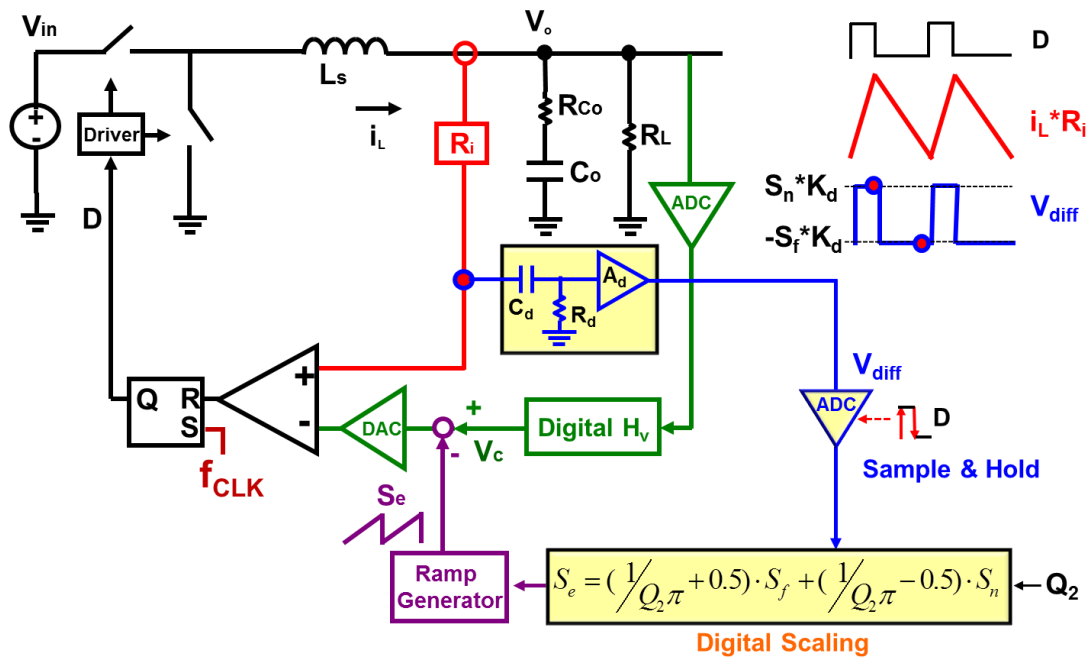 Vin
Ls
iL
Vo
RCo
Co
RL
Ri
+
-
Driver
D
ADC
D
iL*Ri
Sn*Kd
-Sf*Kd
Vdiff
Cd
Rd
Ad
Vdiff
ADC
D
Sample & Hold
Q
R
S
fCLK
+
-
DAC
+
-
Vc
Digital Hv
Se
Ramp
Generator
Se = (1/Q2π + 0.5) · Sf + (1/Q2π − 0.5) · Sn
Q2
Digital Scaling